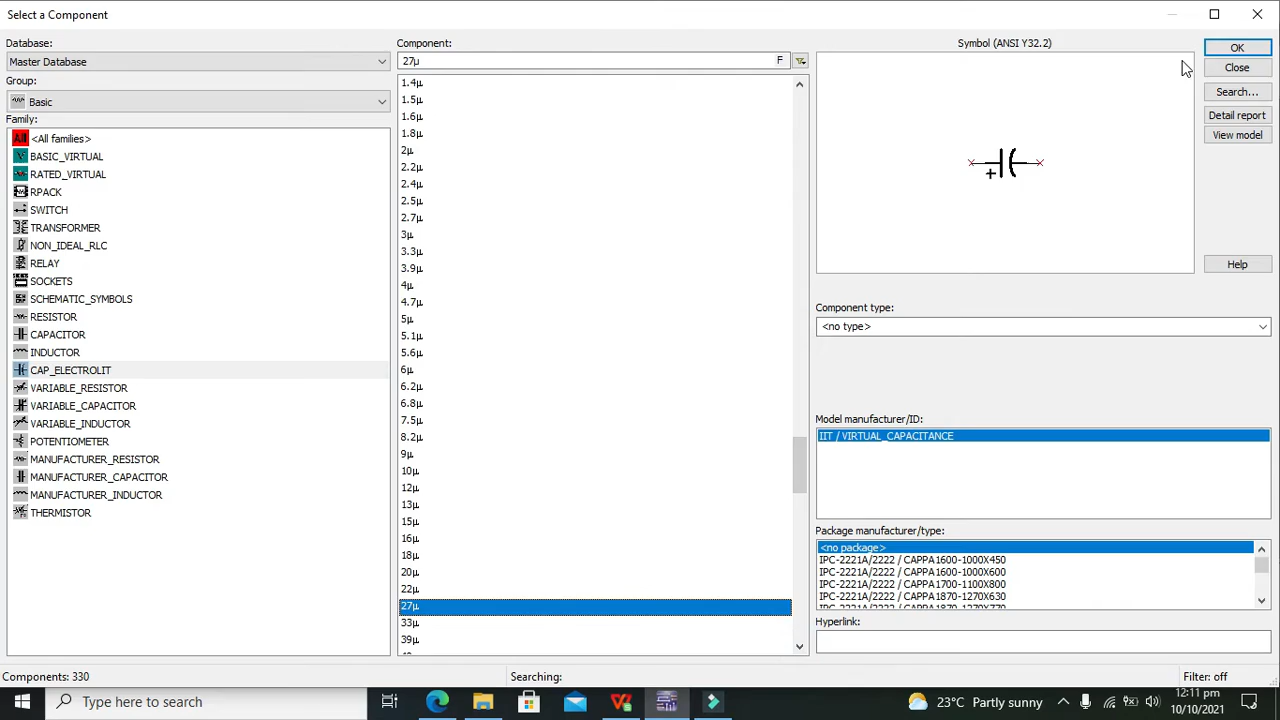 Select a Component
Database:
Master Database
Group:
Basic
Family:
All <All families>
BASIC_VIRTUAL
RATED_VIRTUAL
RPACK
SWITCH
TRANSFORMER
NON_IDEAL_RLC
RELAY
SOCKETS
SCHEMATIC_SYMBOLS
RESISTOR
CAPACITOR
INDUCTOR
CAP_ELECTROLIT
VARIABLE_RESISTOR
VARIABLE_CAPACITOR
VARIABLE_INDUCTOR
POTENTIOMETER
MANUFACTURER_RESISTOR
MANUFACTURER_CAPACITOR
MANUFACTURER_INDUCTOR
THERMISTOR
Component:
27µ F
1.4µ
1.5µ
1.6µ
1.8µ
2µ
2.2µ
2.4µ
2.5µ
2.7µ
3µ
3.3µ
3.9µ
4µ
4.7µ
5µ
5.1µ
5.6µ
6µ
6.2µ
6.8µ
7.5µ
8.2µ
9µ
10µ
12µ
13µ
15µ
16µ
18µ
20µ
22µ
27µ
33µ
39µ
Symbol (ANSI Y32.2)
+
OK
Close
Search...
Detail report
View model
Help
Component type:
<no type>
Model manufacturer/ID:
IIT / VIRTUAL_CAPACITANCE
Package manufacturer/type:
<no package>
IPC-2221A/2222 / CAPPA1600-1000X450
IPC-2221A/2222 / CAPPA1600-1000X600
IPC-2221A/2222 / CAPPA1700-1100X800
IPC-2221A/2222 / CAPPA1870-1270X630
IPC-2221A/2222 / CAPPA1870-1270X770
Hyperlink:
Components: 330
Searching:
Filter: off
Type here to search
23°C Partly sunny
12:11 pm
10/10/2021